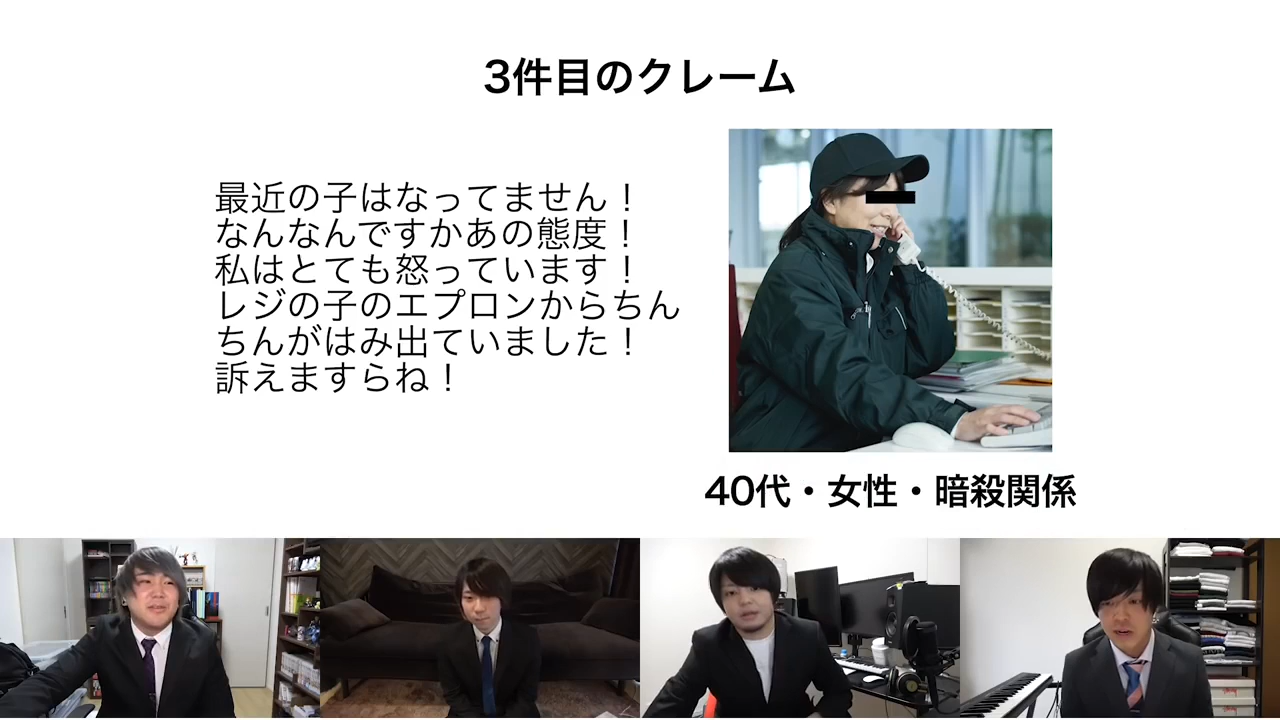 3件目のクレーム
最近の子はなってません！
なんなんですかあの態度！
私はとても怒っています！
レジの子のエプロンからちん
ちんがはみ出ていました！
訴えますらね！
40代・女性・暗殺関係